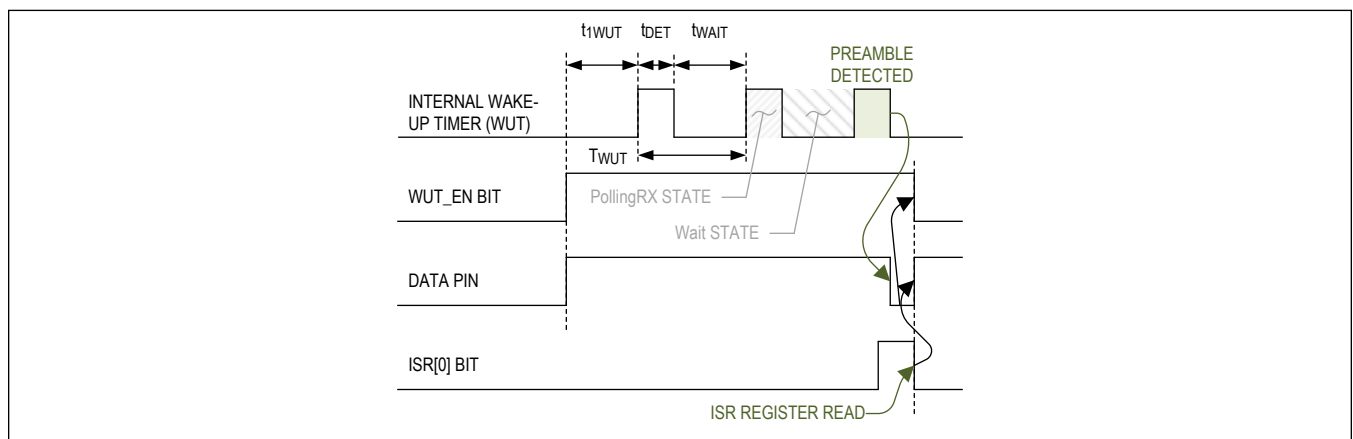 t1WUT tDET tWAIT
PREAMBLE
DETECTED
INTERNAL WAKE-
UP TIMER (WUT)
TWUT
WUT_EN BIT
PollingRX STATE
Wait STATE
DATA PIN
ISR[0] BIT
ISR REGISTER READ